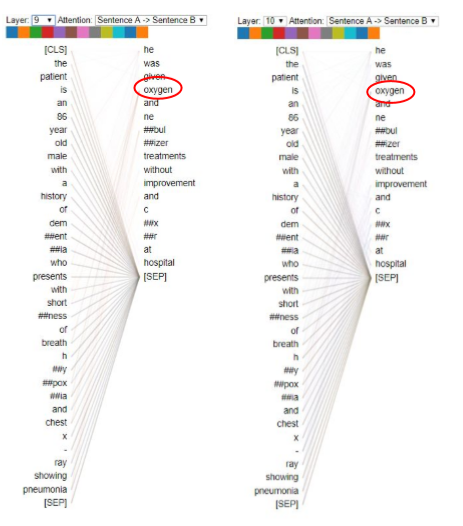 Layer: 9 Attention: Sentence A -> Sentence B
[CLS] he
the was
patient given
is oxygen
an and
86 ne
year ##bul
old ##izer
male treatments
with without
a improvement
history and
of c
dem ##x
##ent ##r
##ia at
who hospital
presents [SEP]
with
short
##ness
of
breath
h
##y
##pox
##ia
and
chest
x
-
ray
showing
pneumonia
[SEP]
Layer: 10 Attention: Sentence A -> Sentence B
[CLS] he
the was
patient given
is oxygen
an and
86 ne
year ##bul
old ##izer
male treatments
with without
a improvement
history and
of c
dem ##x
##ent ##r
##ia at
who hospital
presents [SEP]
with
short
##ness
of
breath
h
##y
##pox
##ia
and
chest
x
-
ray
showing
pneumonia
[SEP]